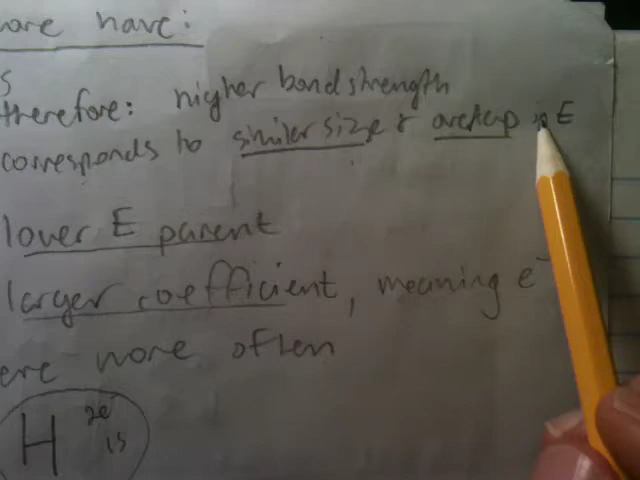 ore have:
s
therefore: higher bond strength
corresponds to similar size & overlap in E
lower E parent
larger coefficient, meaning e⁻
ere more often
H 2e⁻
1s